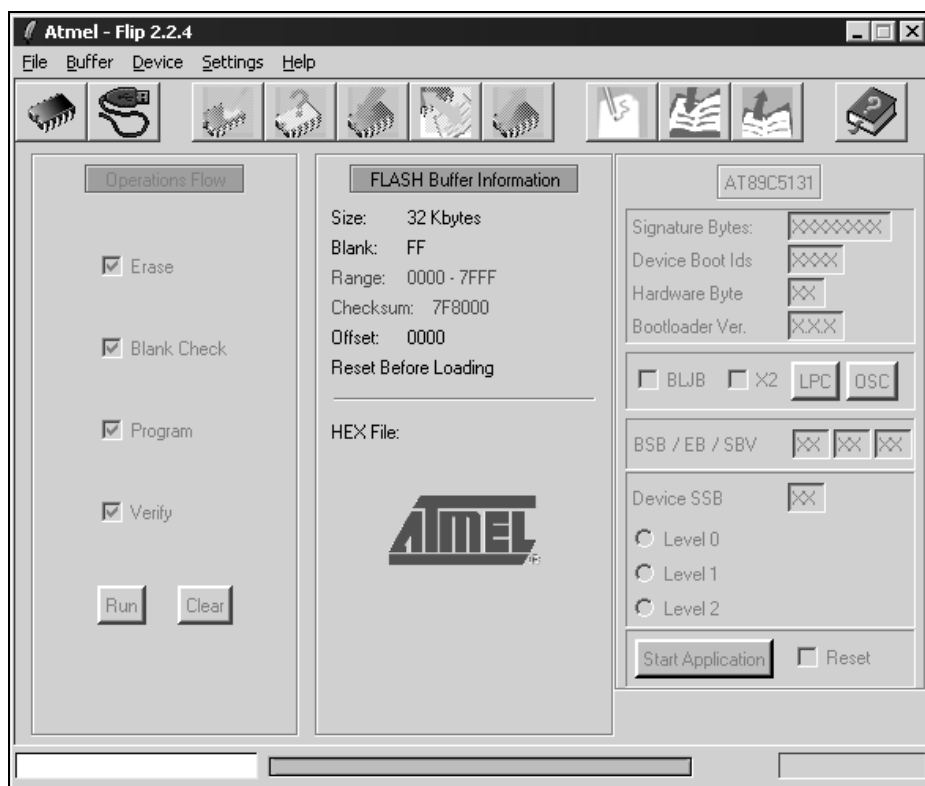 Atmel - Flip 2.2.4
File Buffer Device Settings Help
Operations Flow
Erase
Blank Check
Program
Verify
Run Clear
FLASH Buffer Information
Size: 32 Kbytes
Blank: FF
Range: 0000 - 7FFF
Checksum: 7F8000
Offset: 0000
Reset Before Loading
HEX File:
ATMEL
AT89C5131
Signature Bytes: XXXXXXXX
Device Boot Ids XXXX
Hardware Byte XX
Bootloader Ver. X.X.X
BLJB X2 LPC OSC
BSB / EB / SBV XX XX XX
Device SSB XX
Level 0
Level 1
Level 2
Start Application Reset